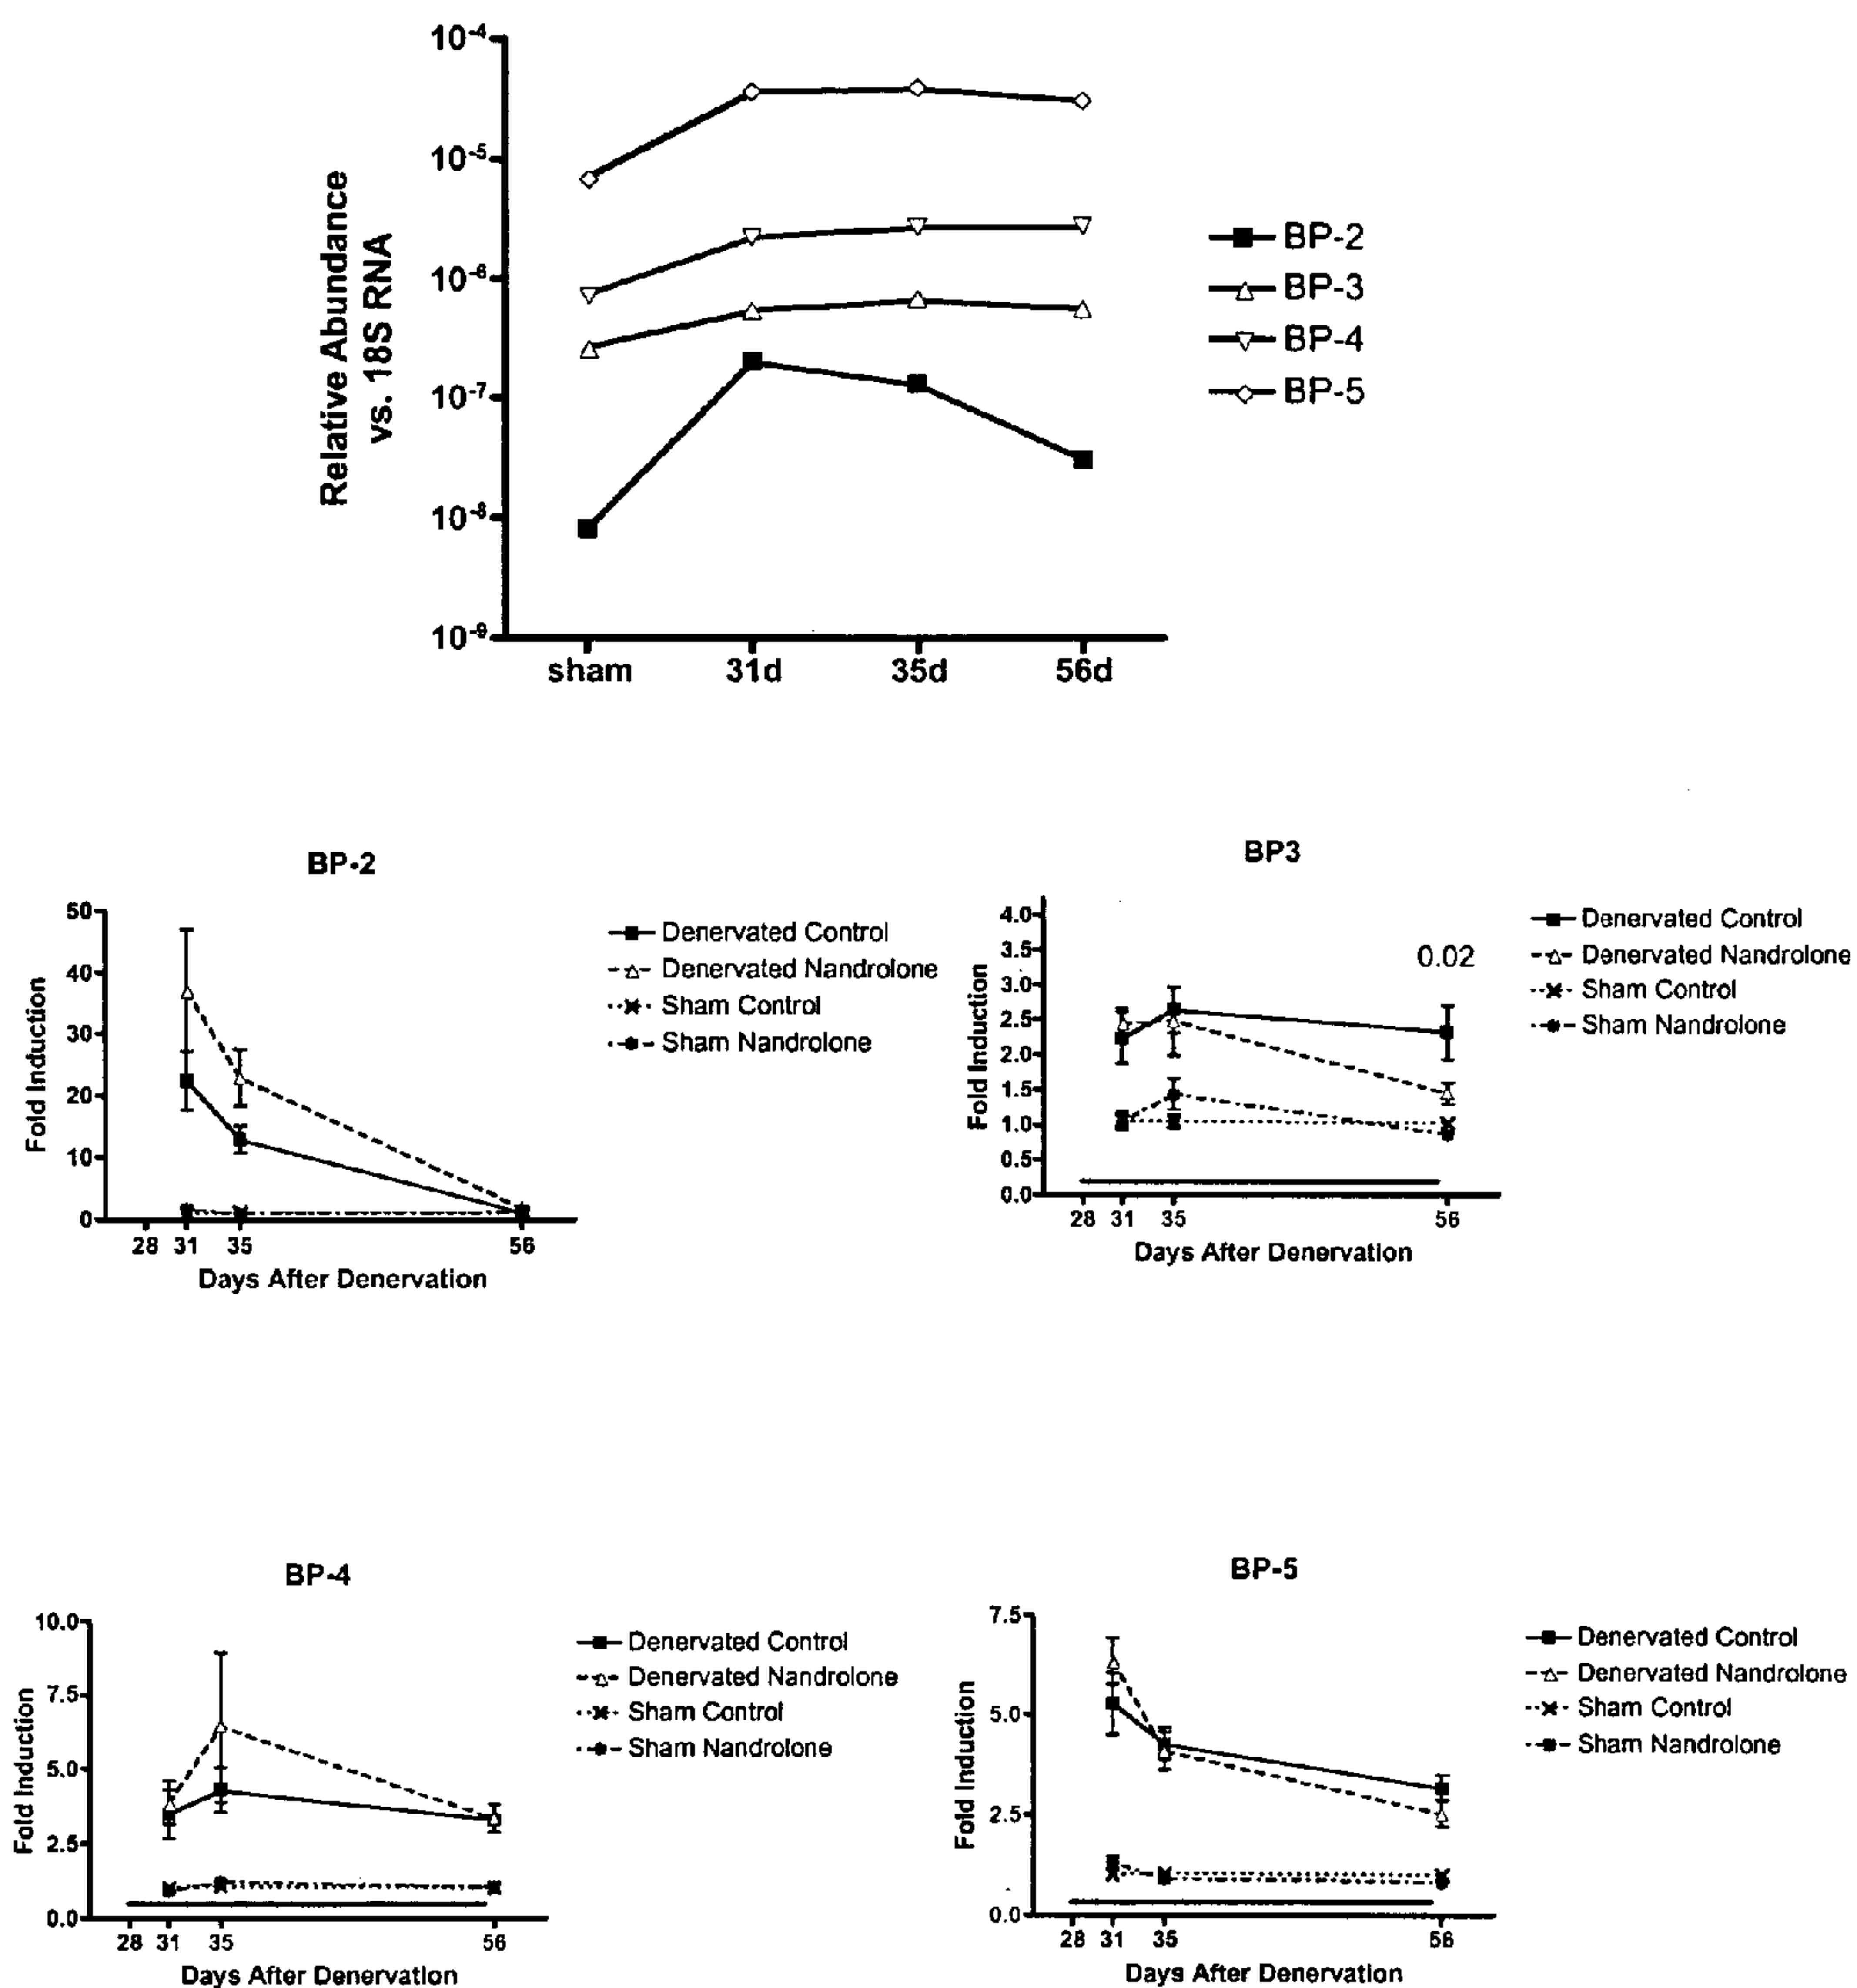 10-4
10-5
10-6
10-7
10-8
10-9
Relative Abundance
vs. 18S RNA
sham 31d 35d 56d
BP-2
BP-3
BP-4
BP-5
BP-2
50
40
30
20
10
0
Fold Induction
28 31 35 56
Days After Denervation
Denervated Control
Denervated Nandrolone
Sham Control
Sham Nandrolone
BP3
4.0
3.5
3.0
2.5
2.0
1.5
1.0
0.5
0.0
Fold Induction
0.02
28 31 35 56
Days After Denervation
Denervated Control
Denervated Nandrolone
Sham Control
Sham Nandrolone
BP-4
10.0
7.5
5.0
2.5
0.0
Fold Induction
28 31 35 56
Days After Denervation
Denervated Control
Denervated Nandrolone
Sham Control
Sham Nandrolone
BP-5
7.5
5.0
2.5
0.0
Fold Induction
28 31 35 56
Days After Denervation
Denervated Control
Denervated Nandrolone
Sham Control
Sham Nandrolone